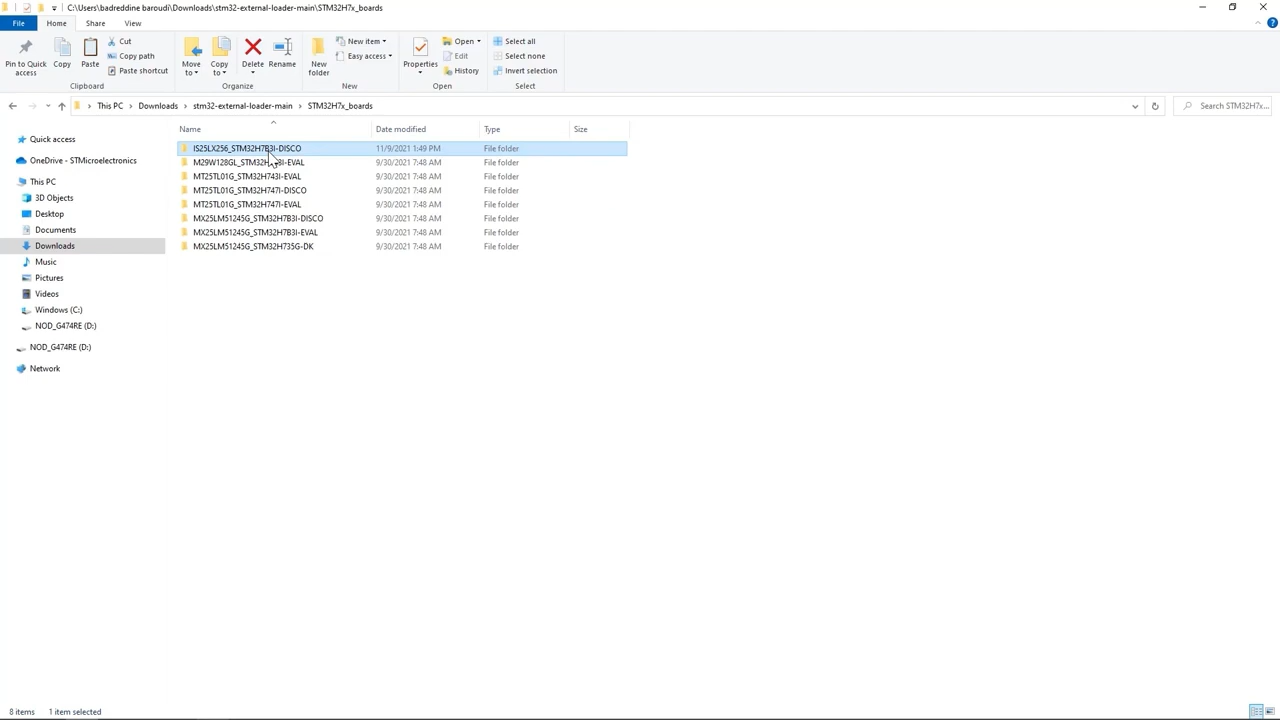 C:\Users\badreddine baroudi\Downloads\stm32-external-loader-main\STM32H7x_boards
File Home Share View
Pin to Quick access
Copy
Paste
Cut
Copy path
Paste shortcut
Clipboard
Move to
Copy to
Delete
Rename
Organize
New folder
New item
Easy access
New
Properties
Open
Edit
History
Open
Select all
Select none
Invert selection
Select
This PC > Downloads > stm32-external-loader-main > STM32H7x_boards
Search STM32H7x...
Name Date modified Type Size
Quick access
OneDrive - STMicroelectronics
This PC
3D Objects
Desktop
Documents
Downloads
Music
Pictures
Videos
Windows (C:)
NOD_G474RE (D:)
NOD_G474RE (D:)
Network
IS25LX256_STM32H7B3I-DISCO 11/9/2021 1:49 PM File folder
9/30/2021 7:48 AM File folder
MT25TL01G_STM32H743I-EVAL 9/30/2021 7:48 AM File folder
MT25TL01G_STM32H747I-DISCO 9/30/2021 7:48 AM File folder
MT25TL01G_STM32H747I-EVAL 9/30/2021 7:48 AM File folder
MX25LM51245G_STM32H7B3I-DISCO 9/30/2021 7:48 AM File folder
MX25LM51245G_STM32H7B3I-EVAL 9/30/2021 7:48 AM File folder
MX25LM51245G_STM32H735G-DK 9/30/2021 7:48 AM File folder
8 items 1 item selected